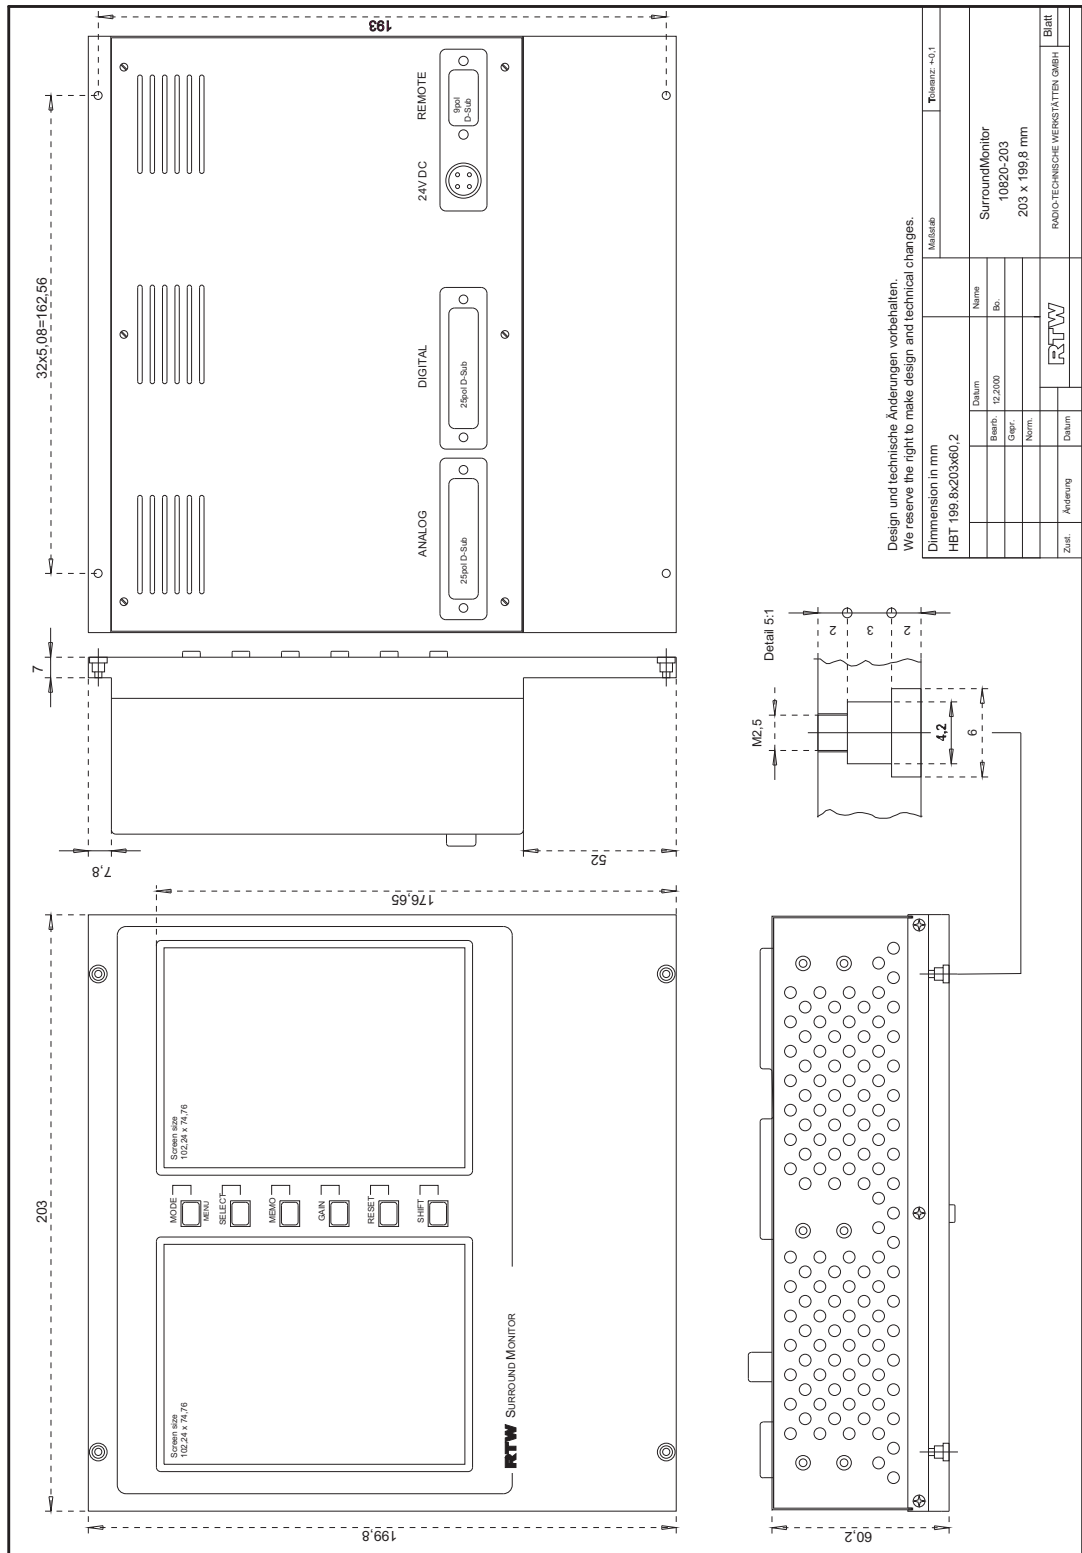 203
199,8
176,65
Screen size
102,24 x 74,76
Screen size
102,24 x 74,76
MODE
MENU
SELECT
MEMO
GAIN
RESET
SHIFT
RTW SURROUND MONITOR
7
7,8
52
32x5,08=162,56
193
ANALOG
25pol D-Sub
DIGITAL
25pol D-Sub
24V DC
REMOTE
9pol
D-Sub
60,2
Detail 5:1
M2,5
2
3
2
4,2
6
Design und technische Änderungen vorbehalten.
We reserve the right to make design and technical changes.
Dimmension in mm
HBT 199.8x203x60,2
Maßstab
Toleranz: +-0,1
Datum
Name
Bearb.
12,2000
Bo.
Gepr.
Norm.
SurroundMonitor
10820-203
203 x 199,8 mm
RTW
RADIO-TECHNISCHE WERKSTÄTTEN GMBH
Blatt
Zust.
Änderung
Datum